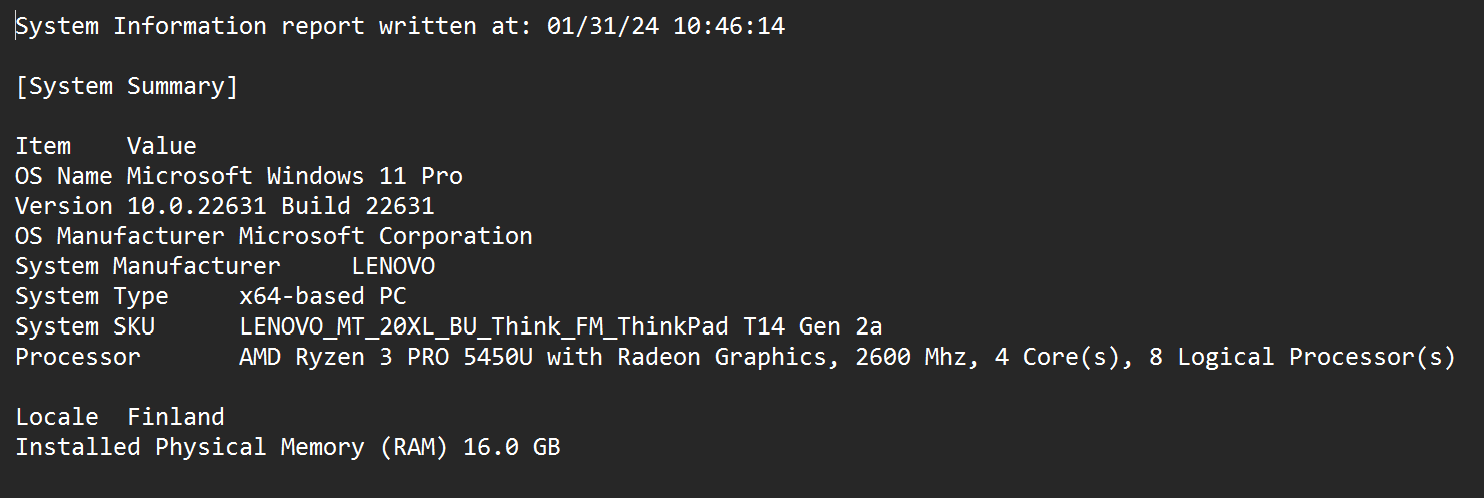 System Information report written at: 01/31/24 10:46:14
[System Summary]
Item Value
OS Name Microsoft Windows 11 Pro
Version 10.0.22631 Build 22631
OS Manufacturer Microsoft Corporation
System Manufacturer LENOVO
System Type x64-based PC
System SKU LENOVO_MT_20XL_BU_Think_FM_ThinkPad T14 Gen 2a
Processor AMD Ryzen 3 PRO 5450U with Radeon Graphics, 2600 Mhz, 4 Core(s), 8 Logical Processor(s)
Locale Finland
Installed Physical Memory (RAM) 16.0 GB